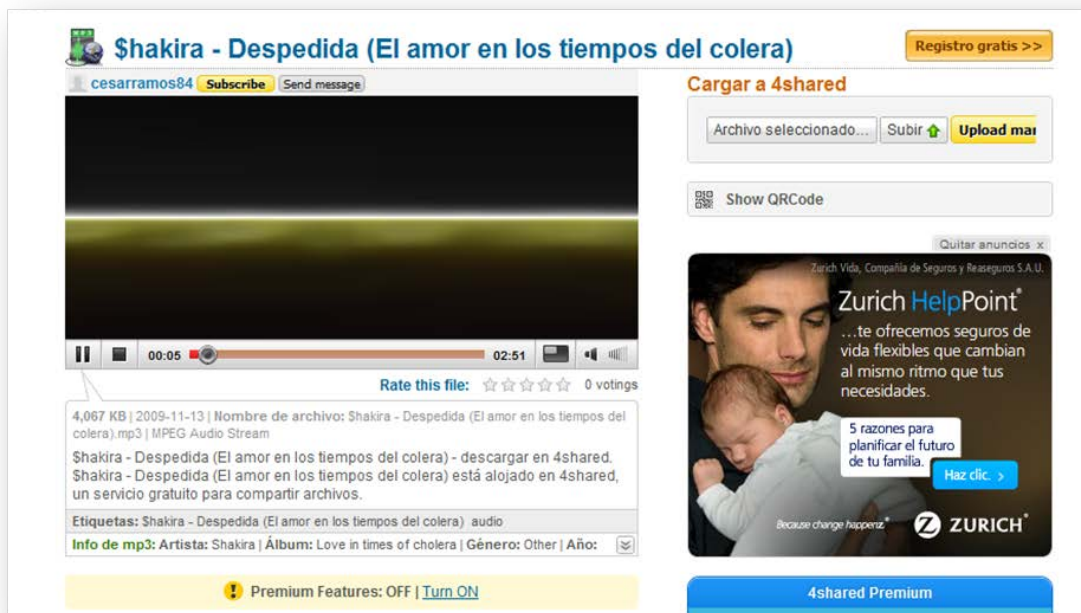 $hakira - Despedida (El amor en los tiempos del colera)
Registro gratis >>
cesarramos84 Subscribe Send message
00:05 02:51
Rate this file: 0 votings
4,067 KB | 2009-11-13 | Nombre de archivo: $hakira - Despedida (El amor en los tiempos del
colera).mp3 | MPEG Audio Stream
$hakira - Despedida (El amor en los tiempos del colera) - descargar en 4shared.
$hakira - Despedida (El amor en los tiempos del colera) está alojado en 4shared,
un servicio gratuito para compartir archivos.
Etiquetas: $hakira - Despedida (El amor en los tiempos del colera) audio
Info de mp3: Artista: Shakira | Álbum: Love in times of cholera | Género: Other | Año:
Premium Features: OFF | Turn ON
Cargar a 4shared
Archivo seleccionado... Subir Upload mar
Show QRCode
Quitar anuncios x
Zurich Vida, Compañía de Seguros y Reaseguros S.A.U.
Zurich HelpPoint®
...te ofrecemos seguros de
vida flexibles que cambian
al mismo ritmo que tus
necesidades.
5 razones para
planificar el futuro
de tu familia.
Haz clic. >
Because change happenz.®
ZURICH®
4shared Premium